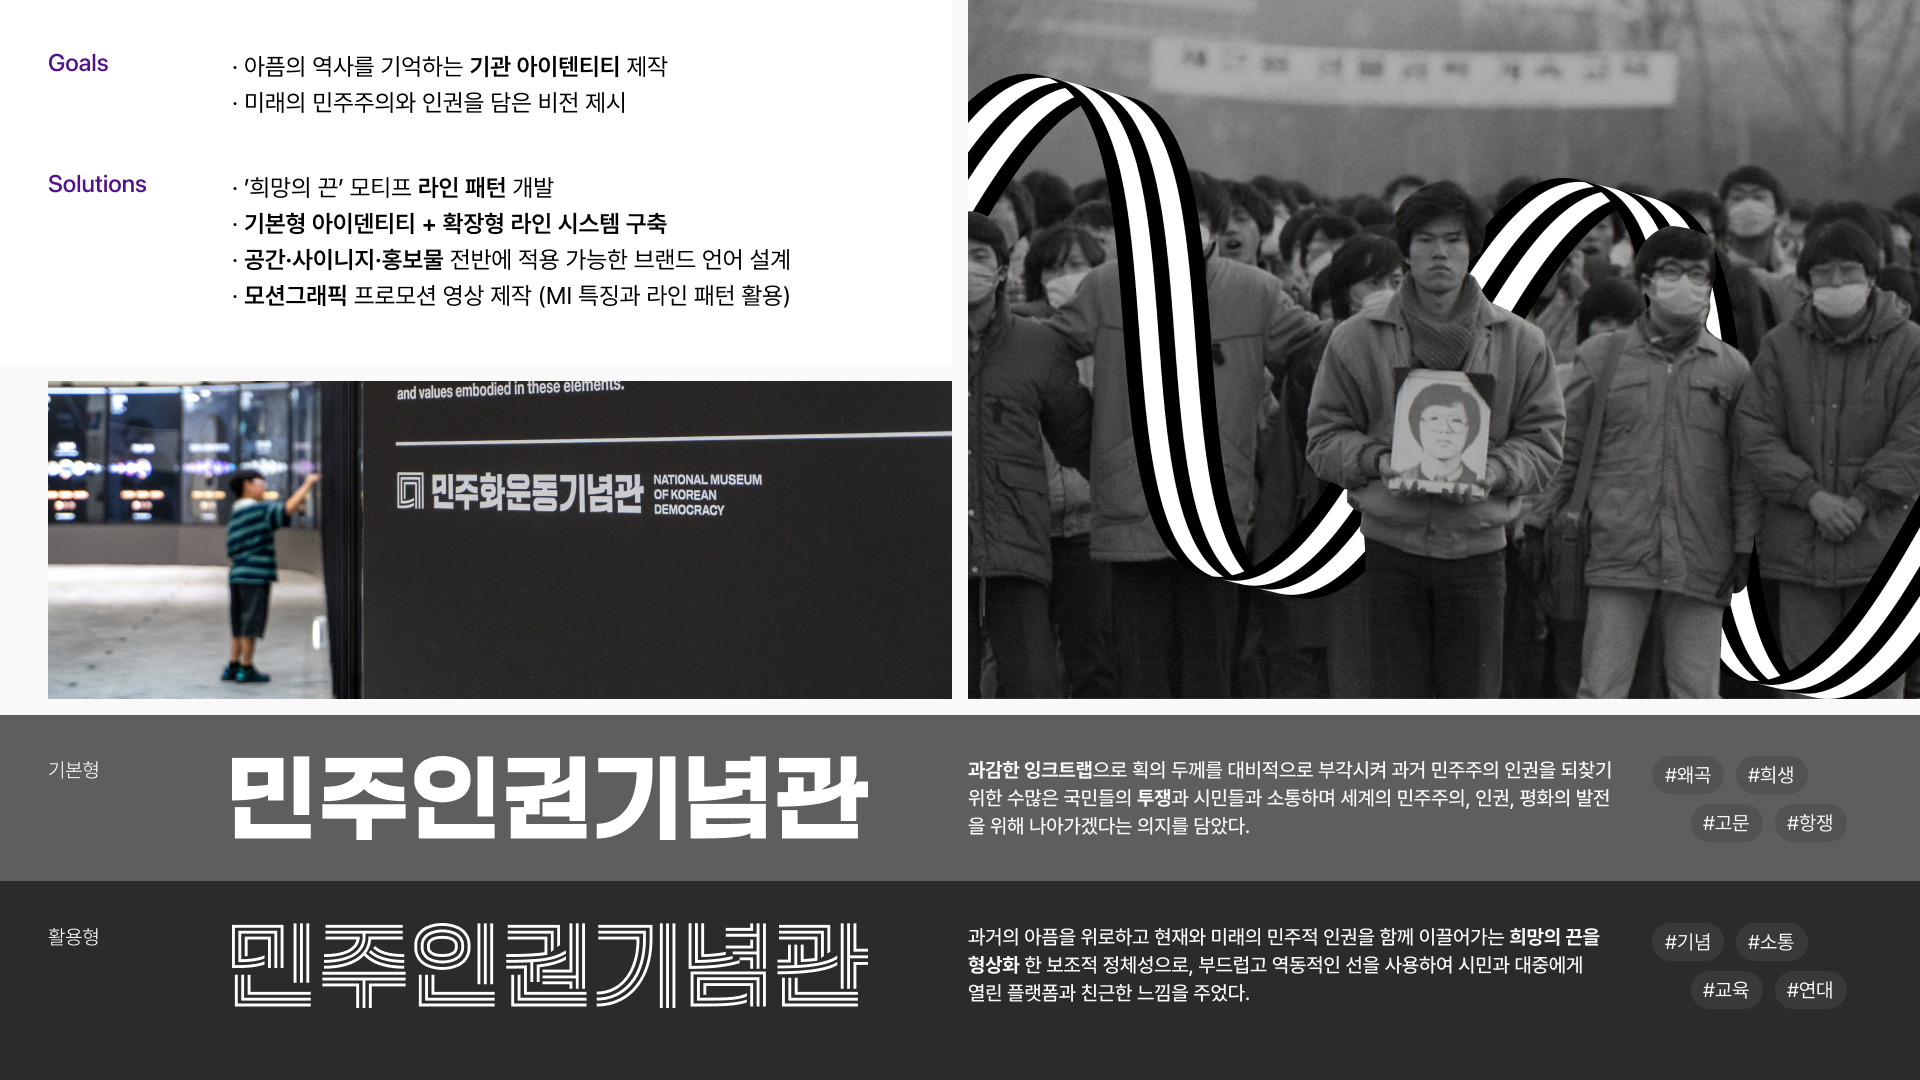 Goals
· 아픔의 역사를 기억하는 기관 아이텐티티 제작
· 미래의 민주주의와 인권을 담은 비전 제시
Solutions
· ’희망의 끈’ 모티프 라인 패턴 개발
· 기본형 아이덴티티 + 확장형 라인 시스템 구축
· 공간·사이니지·홍보물 전반에 적용 가능한 브랜드 언어 설계
· 모션그래픽 프로모션 영상 제작 (MI 특징과 라인 패턴 활용)
and values embodied in these elements.
민주화운동기념관
NATIONAL MUSEUM
OF KOREAN
DEMOCRACY
기본형
민주인권기념관
과감한 잉크트랩으로 획의 두께를 대비적으로 부각시켜 과거 민주주의 인권을 되찾기
위한 수많은 국민들의 투쟁과 시민들과 소통하며 세계의 민주주의, 인권, 평화의 발전
을 위해 나아가겠다는 의지를 담았다.
#왜곡 #희생
#고문 #항쟁
활용형
민주인권기념관
과거의 아픔을 위로하고 현재와 미래의 민주적 인권을 함께 이끌어가는 희망의 끈을
형상화 한 보조적 정체성으로, 부드럽고 역동적인 선을 사용하여 시민과 대중에게
열린 플랫폼과 친근한 느낌을 주었다.
#기념 #소통
#교육 #연대